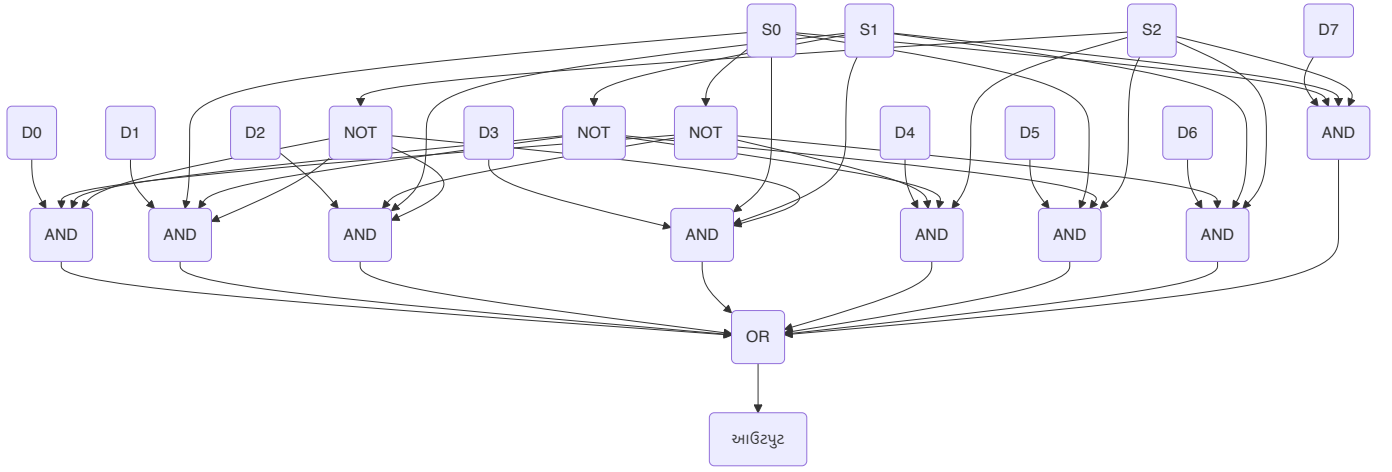 S0
S1
S2
D7
D0
D1
D2
NOT
D3
NOT
NOT
D4
D5
D6
AND
AND
AND
AND
AND
AND
AND
AND
OR
આઉટપુટ